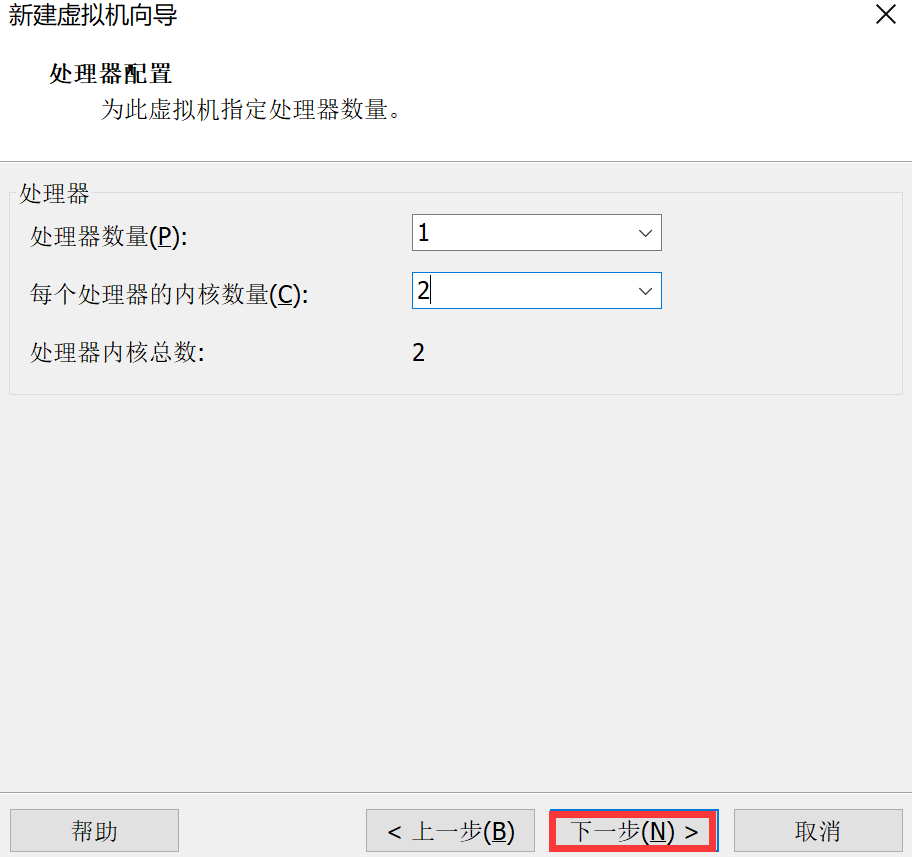 新建虚拟机向导
处理器配置
为此虚拟机指定处理器数量。
处理器
处理器数量(P): 1
每个处理器的内核数量(C): 2
处理器内核总数: 2
帮助 < 上一步(B) 下一步(N) > 取消